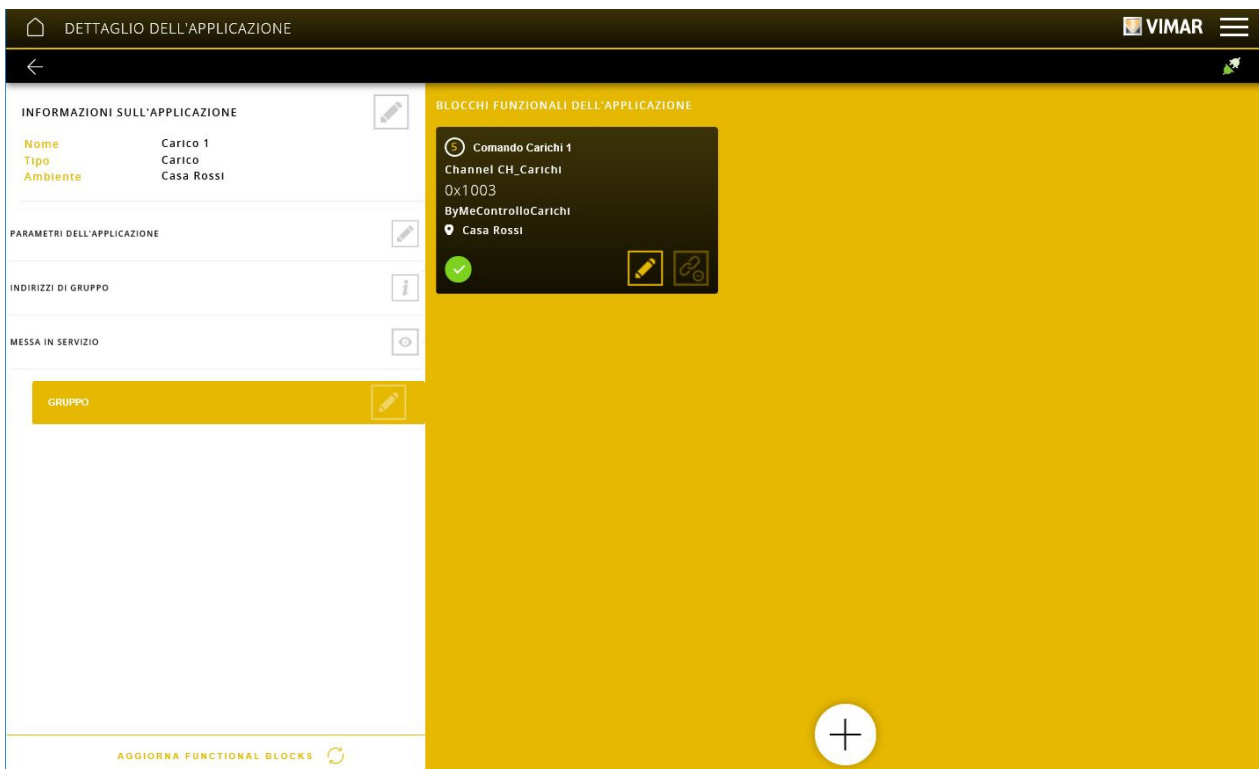 DETTAGLIO DELL'APPLICAZIONE
VIMAR
INFORMAZIONI SULL'APPLICAZIONE
Nome Carico 1
Tipo Carico
Ambiente Casa Rossi
PARAMETRI DELL'APPLICAZIONE
INDIRIZZI DI GRUPPO
i
MESSA IN SERVIZIO
GRUPPO
AGGIORNA FUNCTIONAL BLOCKS
BLOCCHI FUNZIONALI DELL'APPLICAZIONE
5 Comando Carichi 1
Channel CH_Carichi
0x1003
ByMeControlloCarichi
Casa Rossi